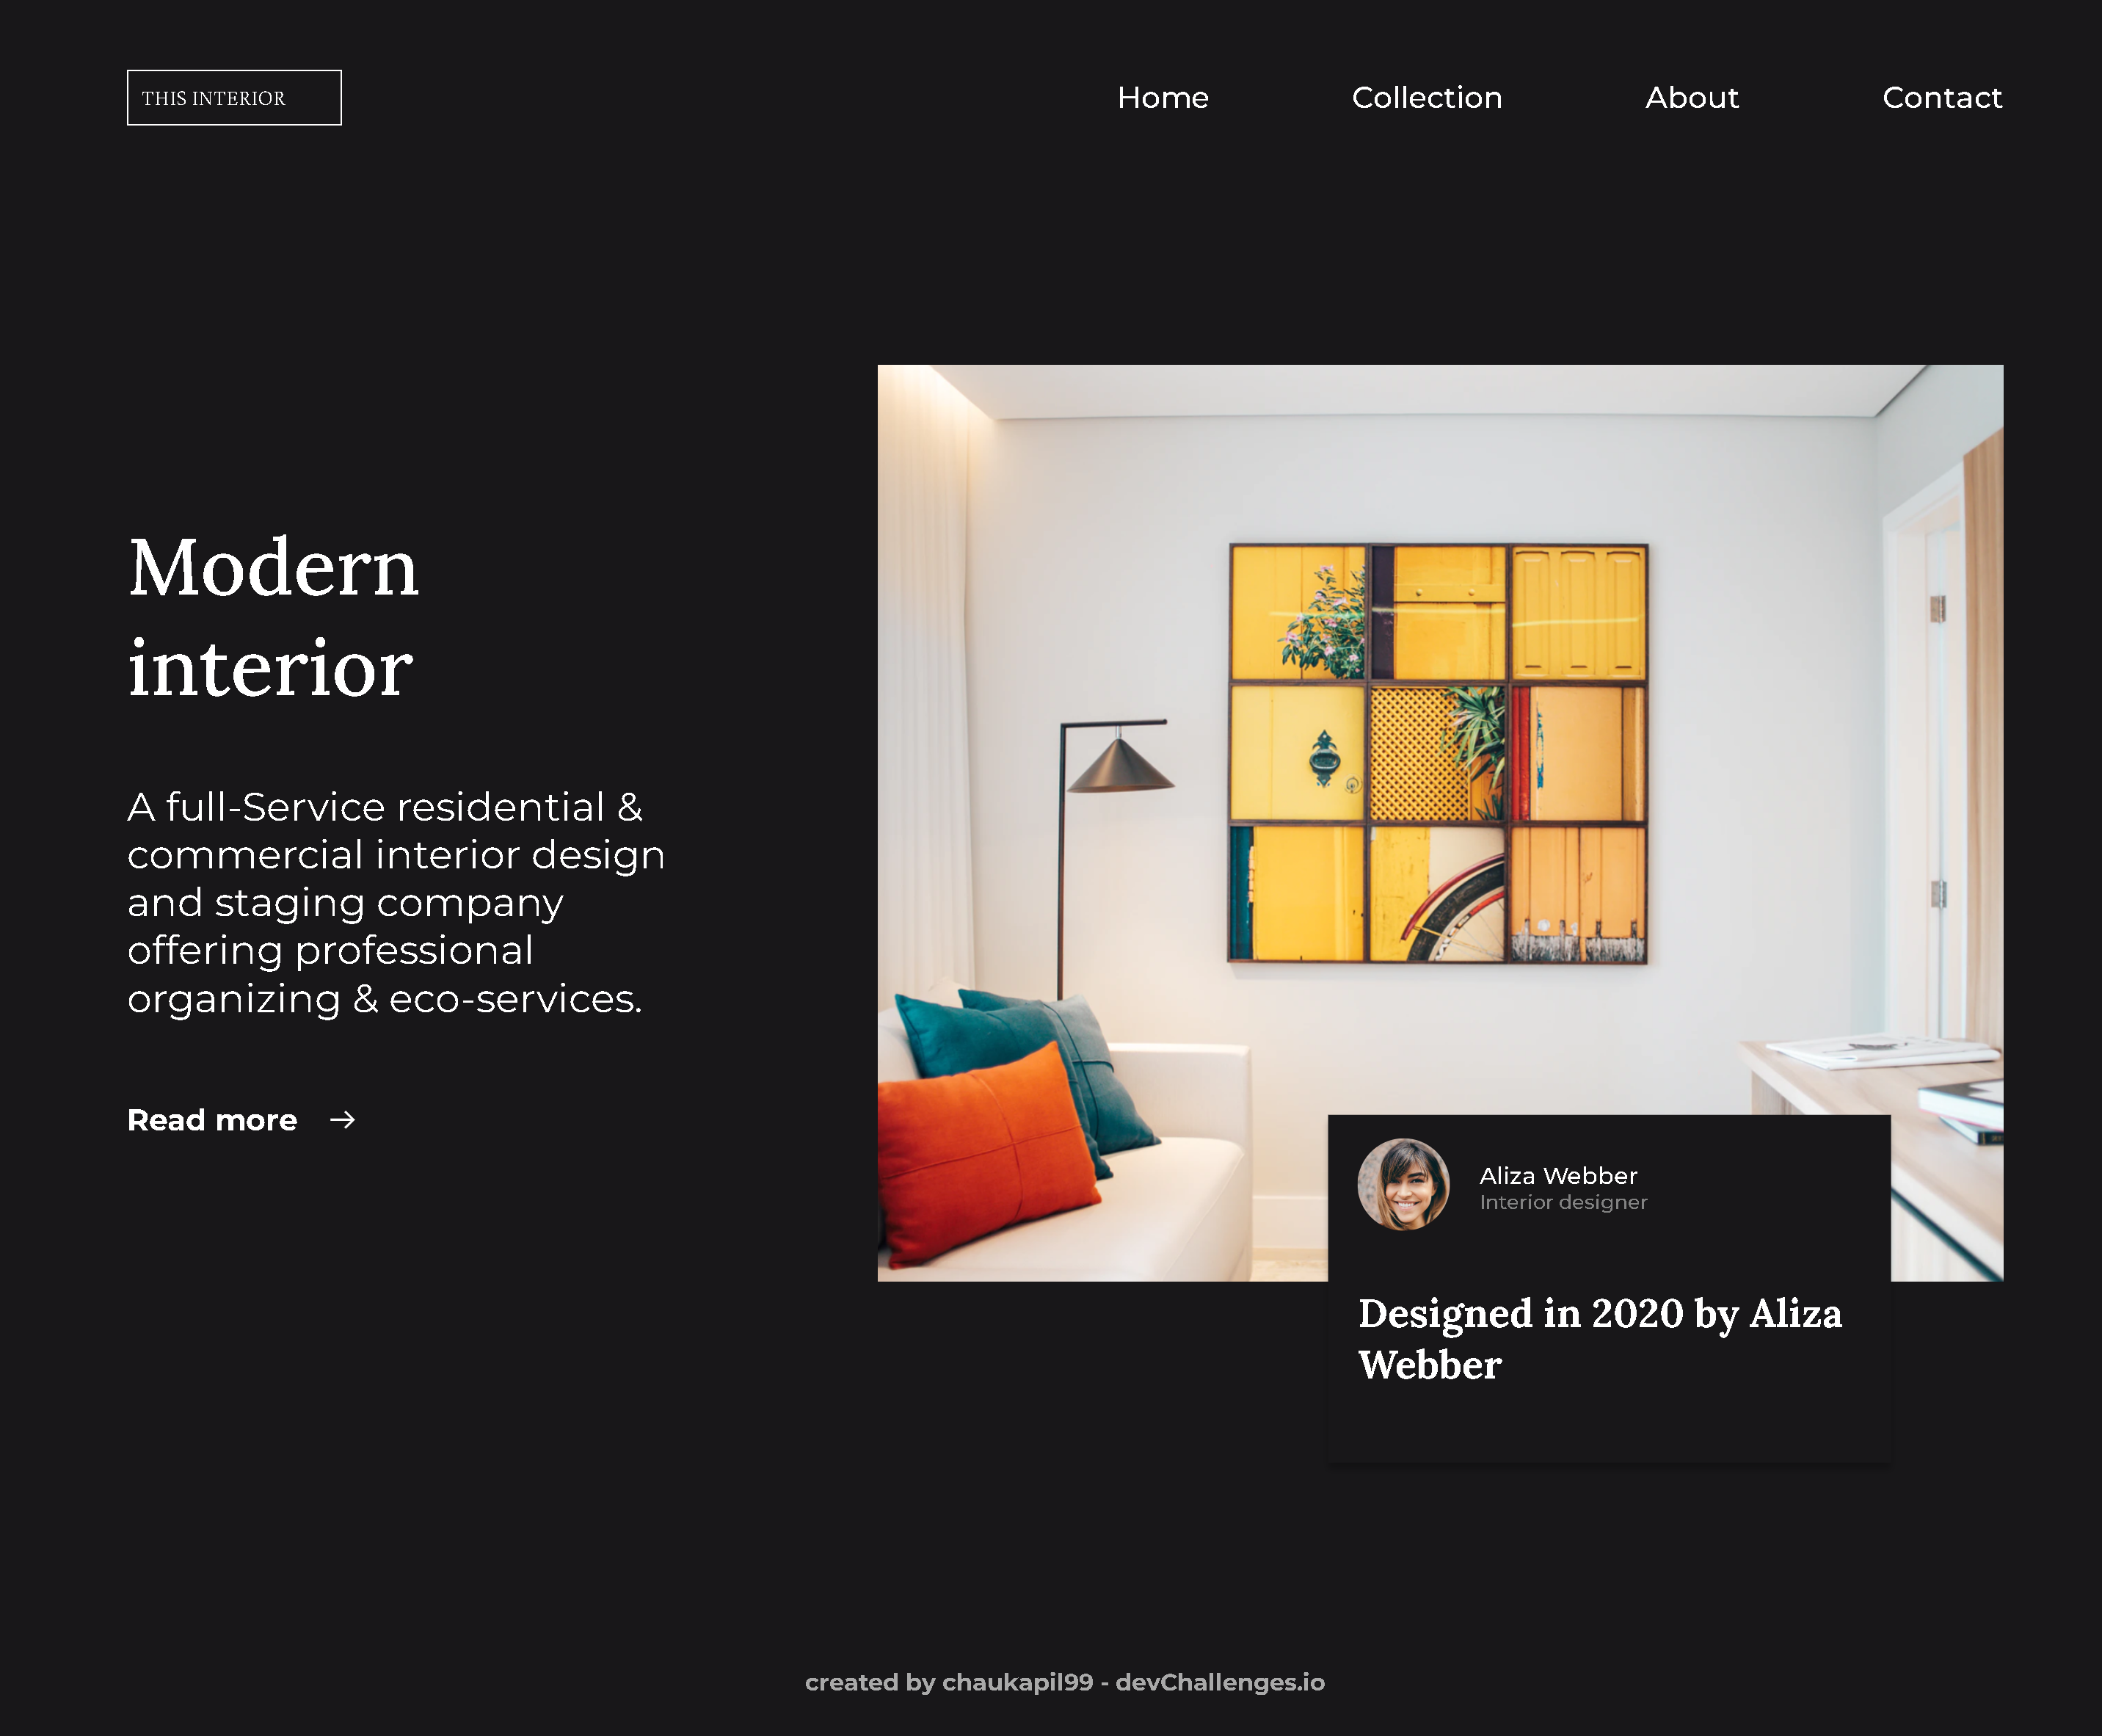 THIS INTERIOR
Home
Collection
About
Contact
Modern
interior
A full-Service residential &
commercial interior design
and staging company
offering professional
organizing & eco-services.
Read more →
Aliza Webber
Interior designer
Designed in 2020 by Aliza
Webber
created by chaukapil99 - devChallenges.io